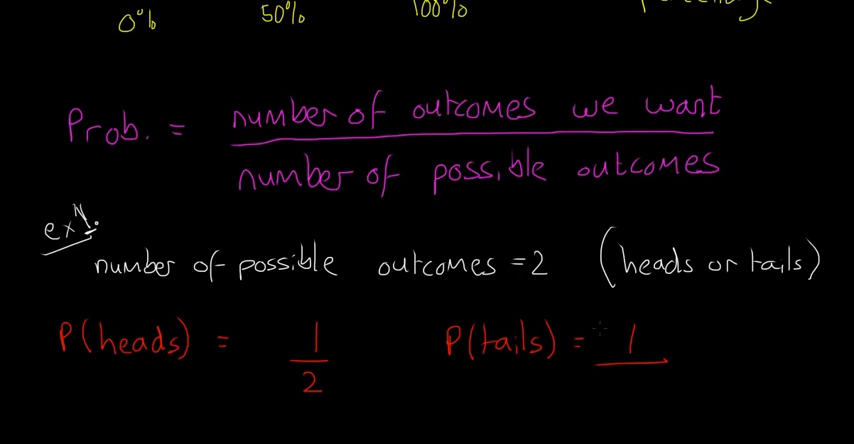 0% 50% 100%
Prob. = number of outcomes we want
number of possible outcomes
ex
number of possible outcomes = 2 (heads or tails)
P(heads) = 1/2 P(tails) = 1